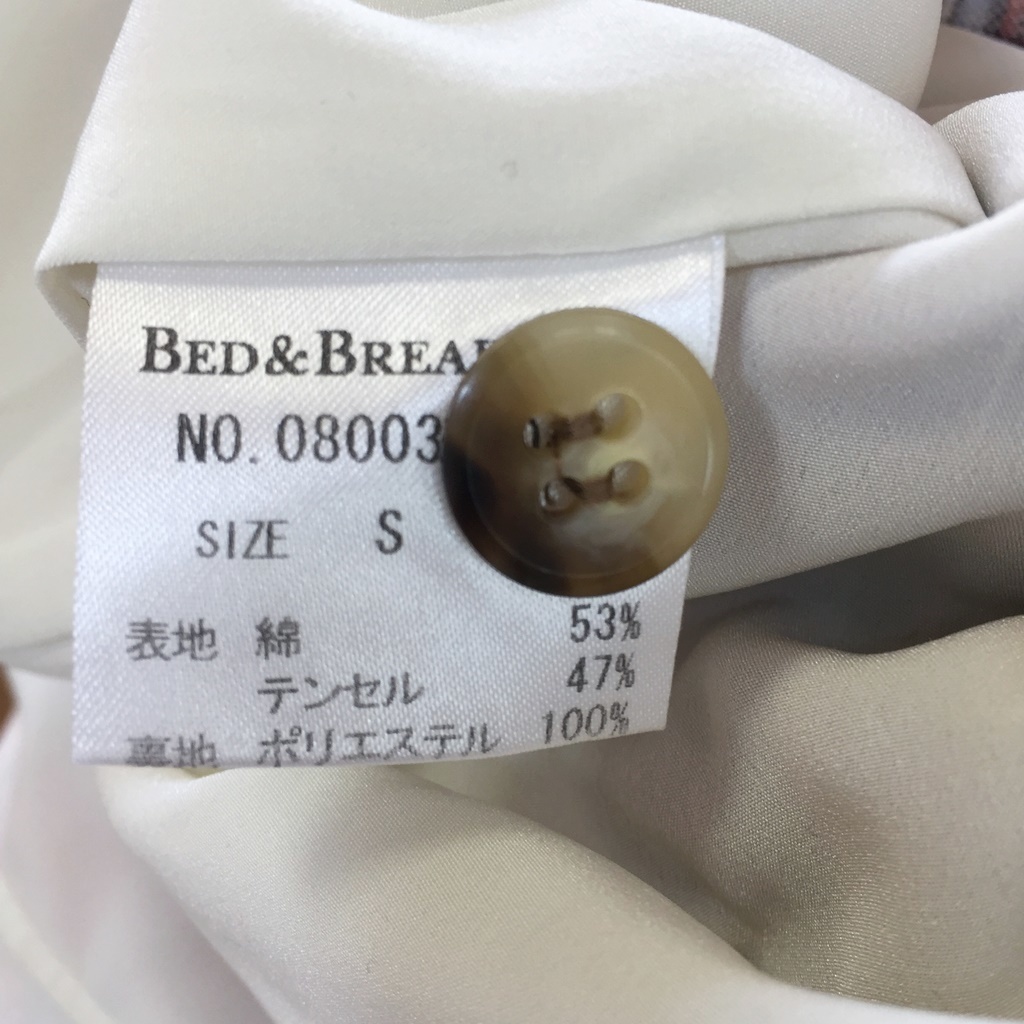 BED&BREA
NO. 08003
SIZE S
表地 綿 53%
テンセル 47%
裏地 ポリエステル 100%